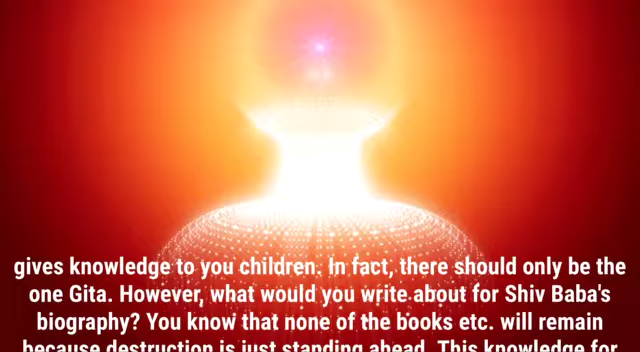 gives knowledge to you children. In fact, there should only be the
one Gita. However, what would you write about for Shiv Baba's
biography? You know that none of the books etc. will remain
because destruction is just standing ahead. This knowledge for